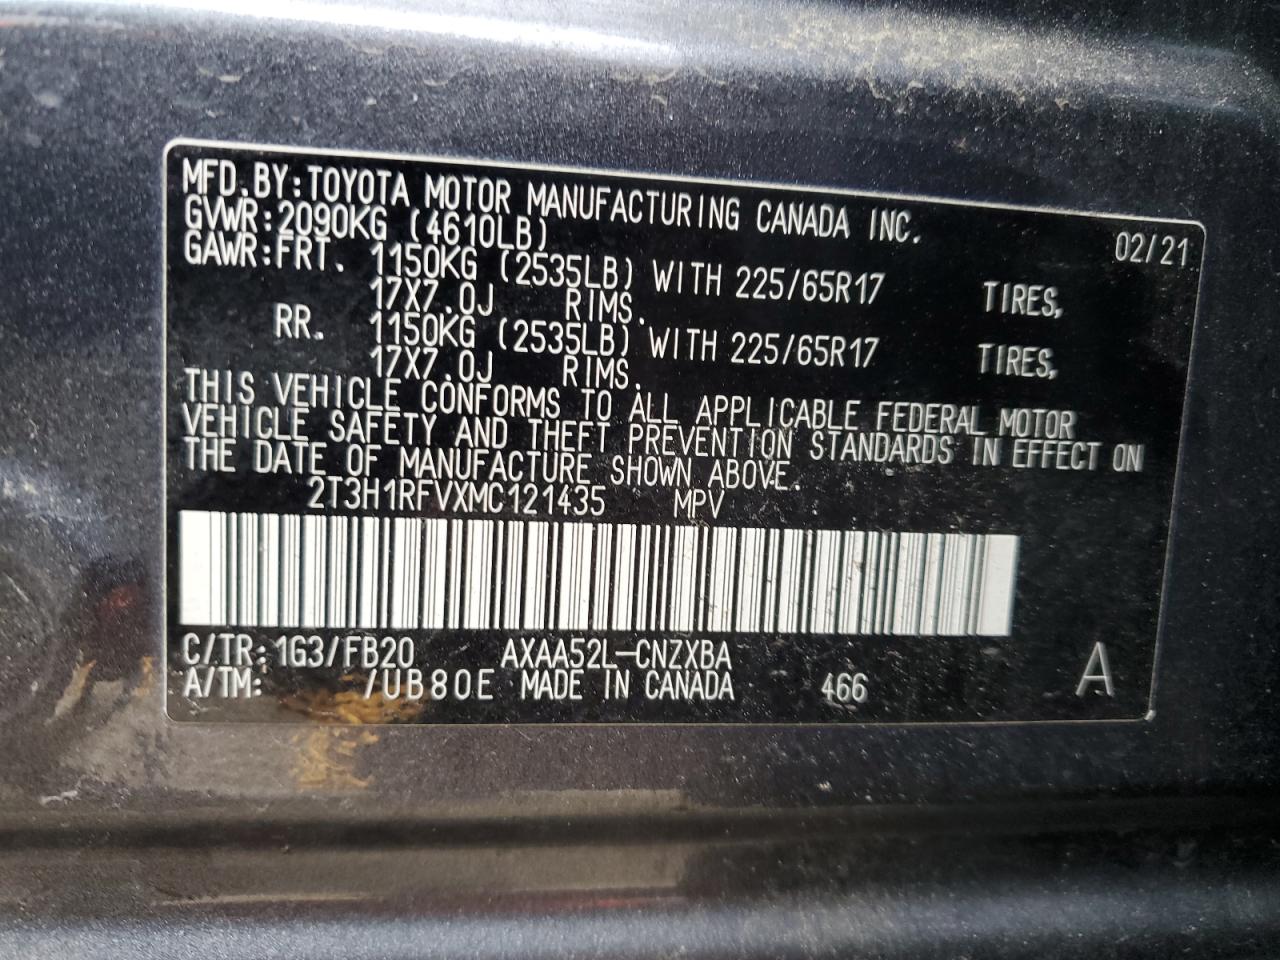 MFD.BY:TOYOTA MOTOR MANUFACTURING CANADA INC.
GVWR:2090KG (4610LB) 02/21
GAWR:FRT. 1150KG (2535LB) WITH 225/65R17 TIRES,
17X7.0J RIMS.
RR. 1150KG (2535LB) WITH 225/65R17 TIRES,
17X7.0J RIMS.
THIS VEHICLE CONFORMS TO ALL APPLICABLE FEDERAL MOTOR
VEHICLE SAFETY AND THEFT PREVENTION STANDARDS IN EFFECT ON
THE DATE OF MANUFACTURE SHOWN ABOVE.
2T3H1RFVXMC121435 MPV
C/TR:1G3/FB20 AXAA52L-CNZXBA
A/TM: /UB80E MADE IN CANADA 466 A